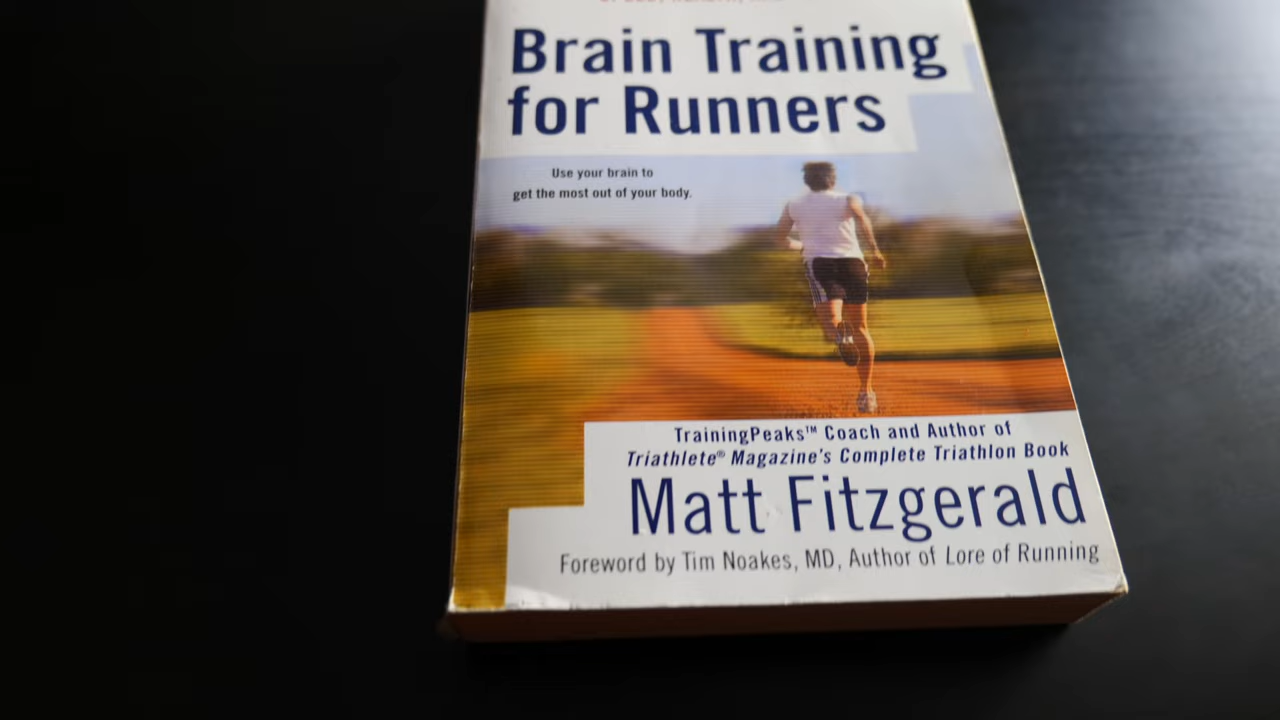 Brain Training
for Runners
Use your brain to
get the most out of your body.
TrainingPeaks™ Coach and Author of
Triathlete® Magazine's Complete Triathlon Book
Matt Fitzgerald
Foreword by Tim Noakes, MD, Author of Lore of Running